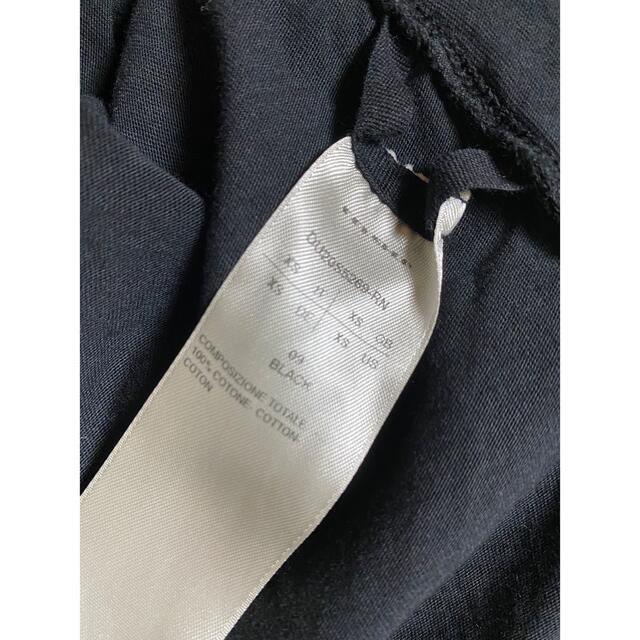 DU20S5269-RN
XS IT XS GB
XS DE XS US
09
BLACK
COMPOSIZIONE TOTALE
100% COTONE- COTTON-
COTON